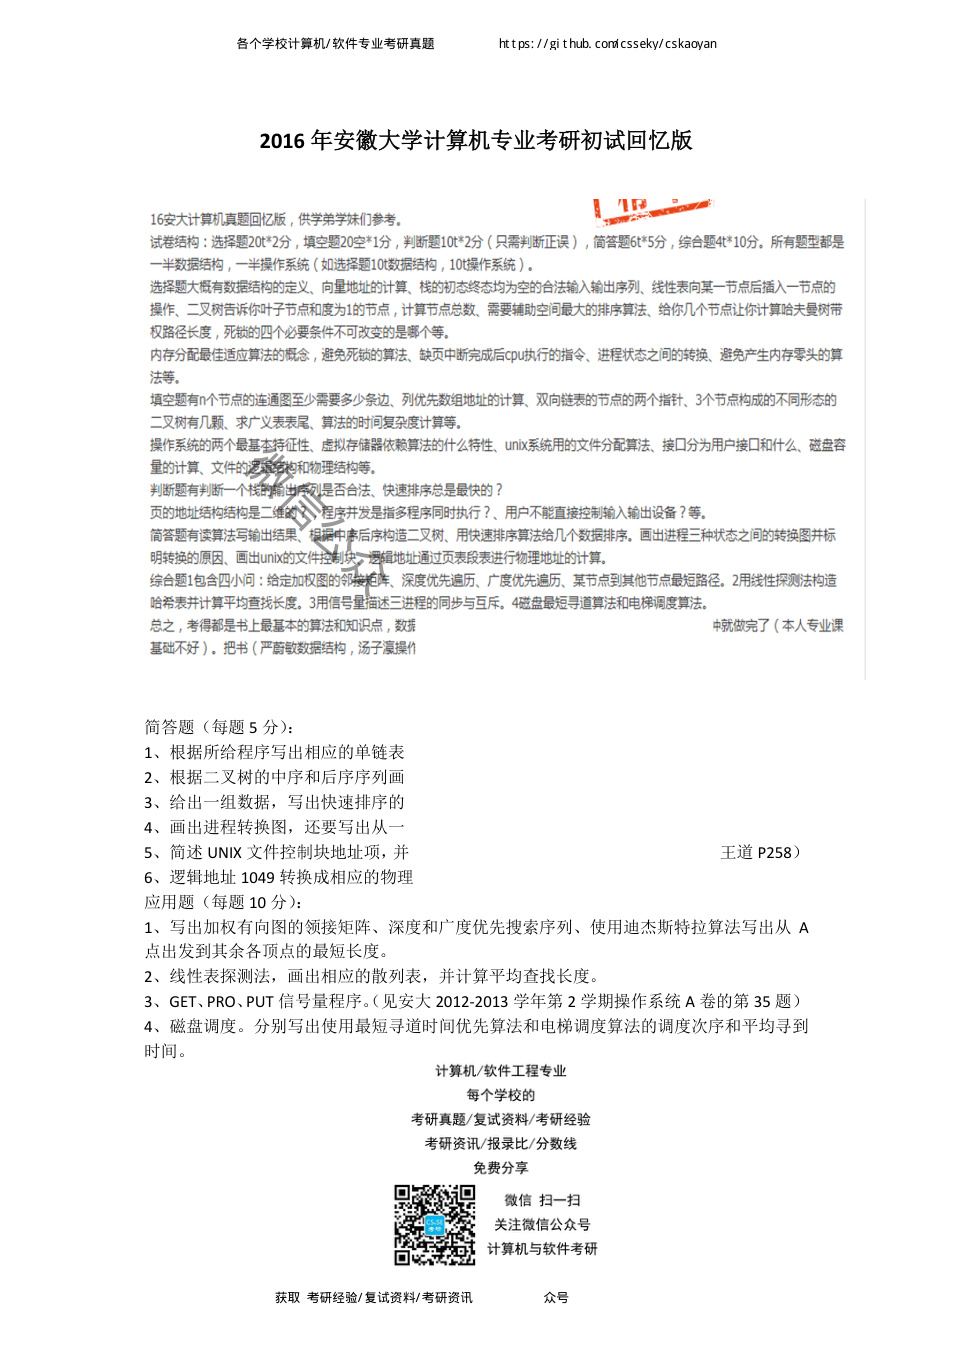 各个学校计算机/软件专业考研真题 https://github.com/csseky/cskaoyan
2016 年安徽大学计算机专业考研初试回忆版
16安大计算机真题回忆版，供学弟学妹们参考。
试卷结构：选择题20t*2分，填空题20空*1分，判断题10t*2分（只需判断正误），简答题6t*5分，综合题4t*10分。所有题型都是
一半数据结构，一半操作系统（如选择题10t数据结构，10t操作系统）。
选择题大概有数据结构的定义、向量地址的计算、栈的初态终态均为空的合法输入输出序列、线性表向某一节点后插入一节点的
操作、二叉树告诉你叶子节点和度为1的节点，计算节点总数、需要辅助空间最大的排序算法、给你几个节点让你计算哈夫曼树带
权路径长度，死锁的四个必要条件不可改变的是哪个等。
内存分配最佳适应算法的概念，避免死锁的算法、缺页中断完成后cpu执行的指令、进程状态之间的转换、避免产生内存零头的算
法等。
填空题有n个节点的连通图至少需要多少条边、列优先数组地址的计算、双向链表的节点的两个指针、3个节点构成的不同形态的
二叉树有几颗、求广义表表尾、算法的时间复杂度计算等。
操作系统的两个最基本特征性、虚拟存储器依赖算法的什么特性、unix系统用的文件分配算法、接口分为用户接口和什么、磁盘容
量的计算、文件的逻辑结构和物理结构等。
判断题有判断一个栈的输出序列是否合法、快速排序总是最快的？
页的地址结构结构是二维的？，程序并发是指多程序同时执行？、用户不能直接控制输入输出设备？等。
简答题有读算法写输出结果、根据中序后序构造二叉树、用快速排序算法给几个数据排序。画出进程三种状态之间的转换图并标
明转换的原因、画出unix的文件控制块、逻辑地址通过页表段表进行物理地址的计算。
综合题1包含四小问：给定加权图的邻接矩阵、深度优先遍历、广度优先遍历、某节点到其他节点最短路径。2用线性探测法构造
哈希表并计算平均查找长度。3用信号量描述三进程的同步与互斥。4磁盘最短寻道算法和电梯调度算法。
总之，考得都是书上最基本的算法和知识点，数据 钟就做完了（本人专业课
基础不好）。把书（严蔚敏数据结构，汤子瀛操作
微信公众
简答题（每题 5 分）：
1、根据所给程序写出相应的单链表
2、根据二叉树的中序和后序序列画
3、给出一组数据，写出快速排序的
4、画出进程转换图，还要写出从一
5、简述 UNIX 文件控制块地址项，并 王道 P258）
6、逻辑地址 1049 转换成相应的物理
应用题（每题 10 分）：
1、写出加权有向图的领接矩阵、深度和广度优先搜索序列、使用迪杰斯特拉算法写出从 A
点出发到其余各顶点的最短长度。
2、线性表探测法，画出相应的散列表，并计算平均查找长度。
3、GET、PRO、PUT 信号量程序。（见安大 2012-2013 学年第 2 学期操作系统 A 卷的第 35 题）
4、磁盘调度。分别写出使用最短寻道时间优先算法和电梯调度算法的调度次序和平均寻到
时间。
计算机/软件工程专业
每个学校的
考研真题/复试资料/考研经验
考研资讯/报录比/分数线
免费分享
微信 扫一扫
关注微信公众号
计算机与软件考研
CS.SE
考研
获取 考研经验/复试资料/考研资讯 众号